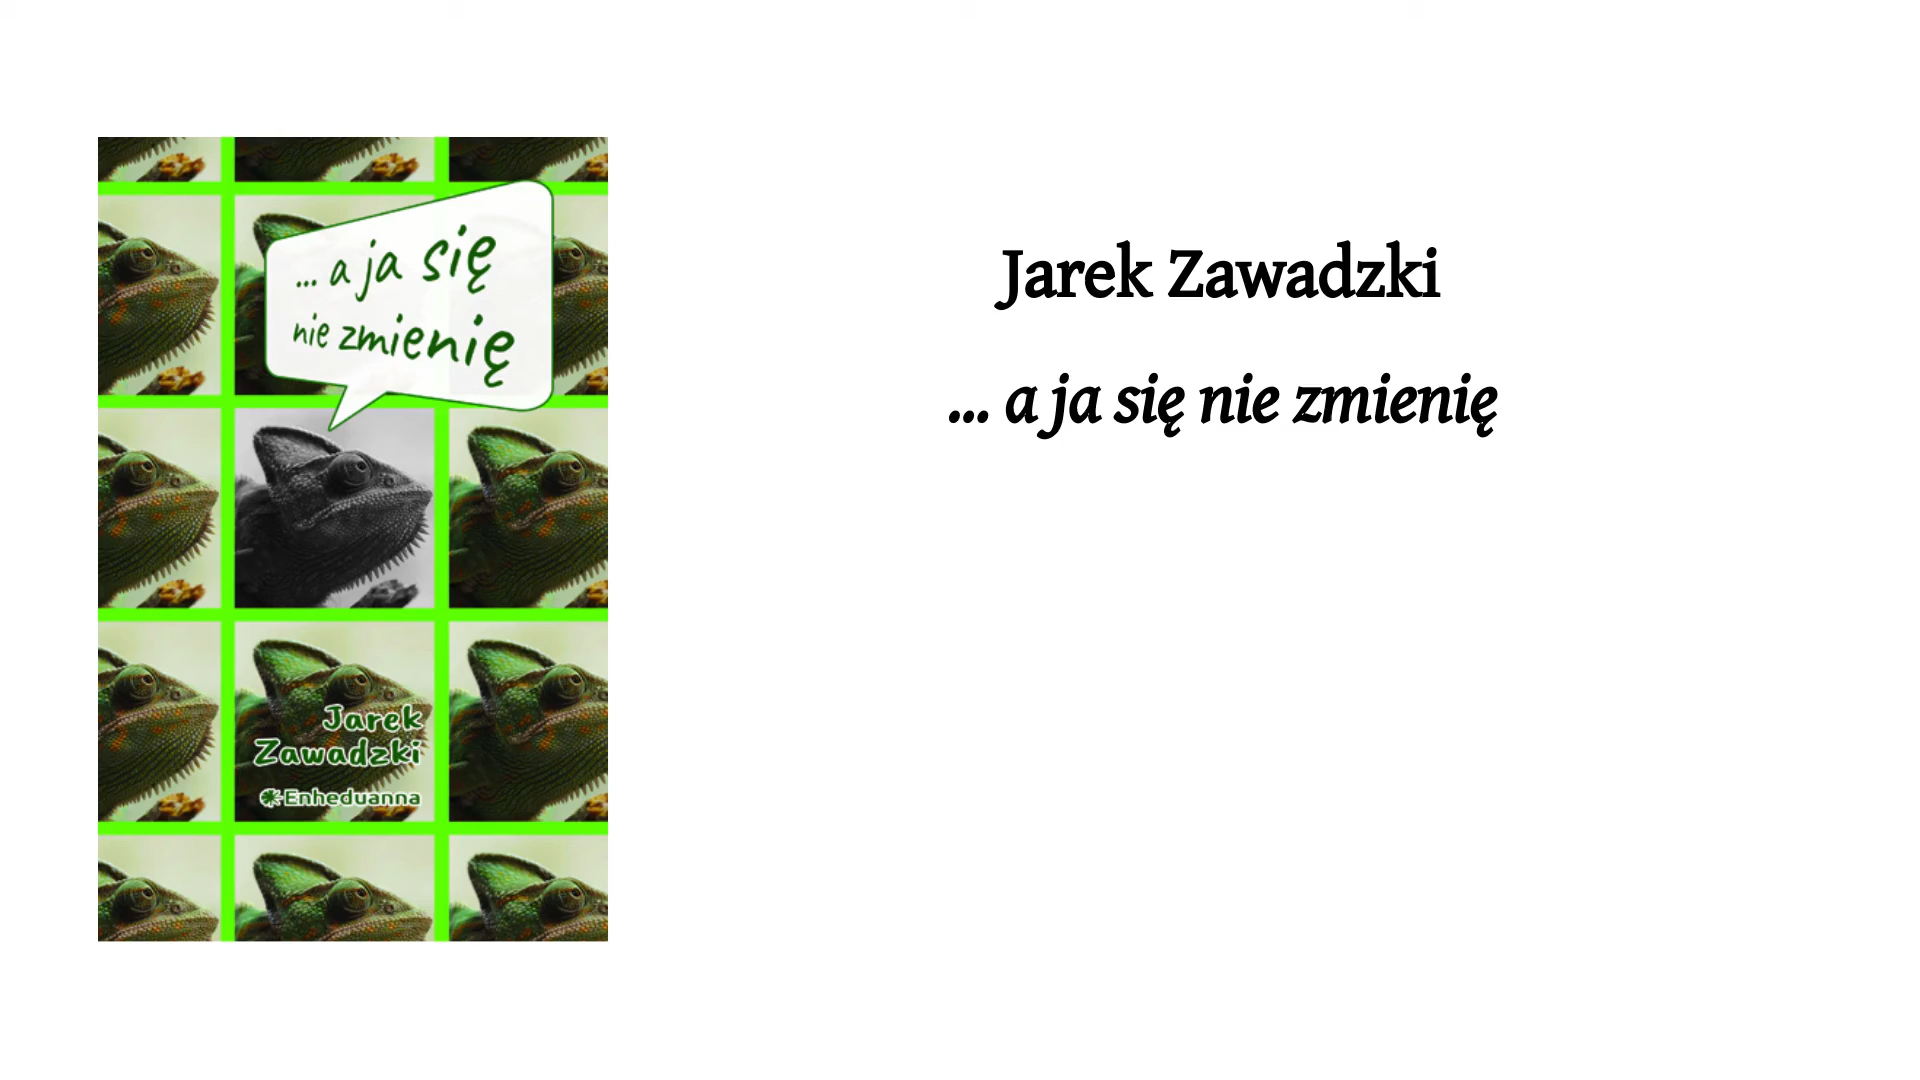 ... a ja się
nie zmienię
Jarek
Zawadzki
Enheduanna
Jarek Zawadzki
... a ja się nie zmienię